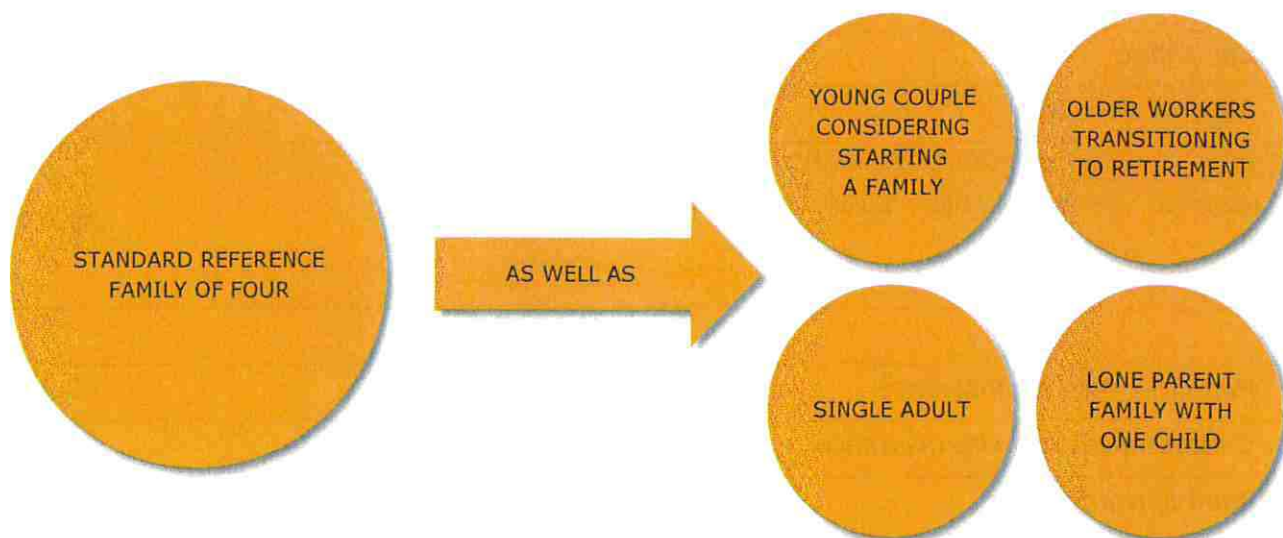 STANDARD REFERENCE
FAMILY OF FOUR
AS WELL AS
YOUNG COUPLE
CONSIDERING
STARTING
A FAMILY
OLDER WORKERS
TRANSITIONING
TO RETIREMENT
SINGLE ADULT
LONE PARENT
FAMILY WITH
ONE CHILD